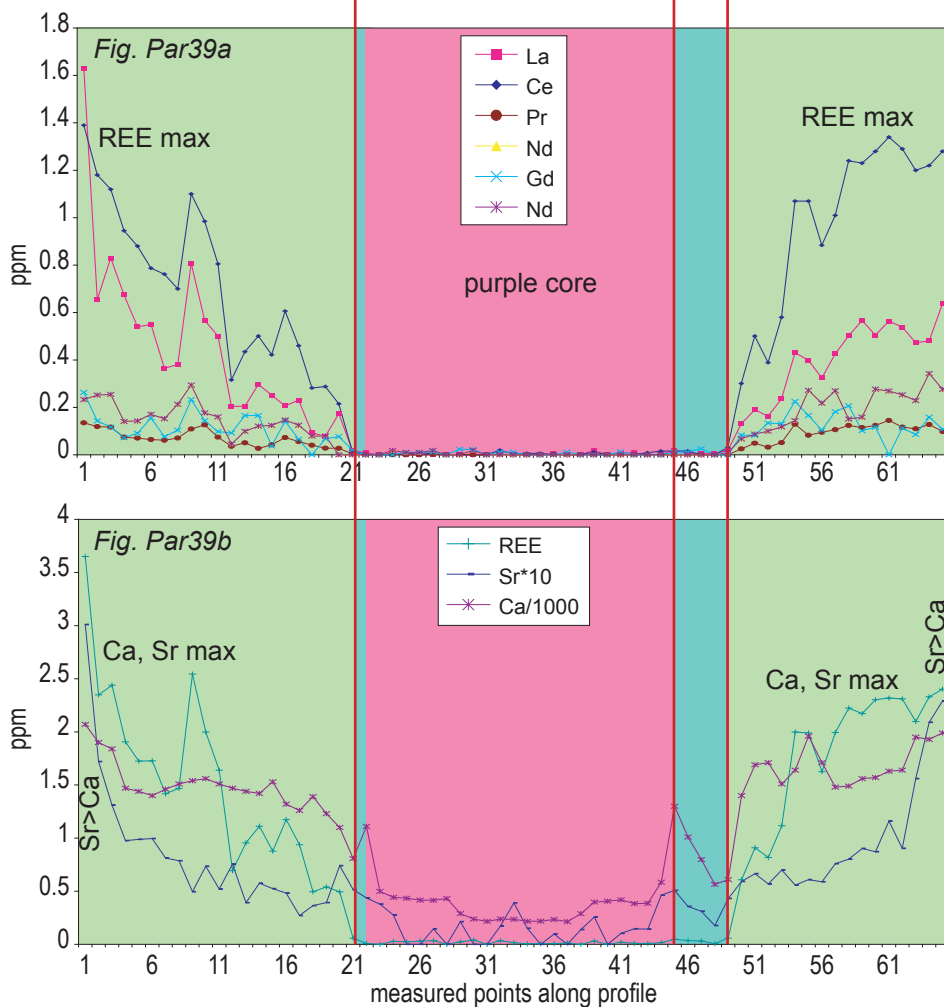 1.8
1.6
1.4
1.2
1
0.8
0.6
0.4
0.2
0
ppm
Fig. Par39a
REE max
La
Ce
Pr
Nd
Gd
Nd
purple core
REE max
1 6 11 16 21 26 31 36 41 46 51 56 61
4
3.5
3
2.5
2
1.5
1
0.5
0
ppm
Fig. Par39b
Ca, Sr max
Sr>Ca
REE
Sr*10
Ca/1000
Ca, Sr max
Sr>Ca
1 6 11 16 21 26 31 36 41 46 51 56 61
measured points along profile